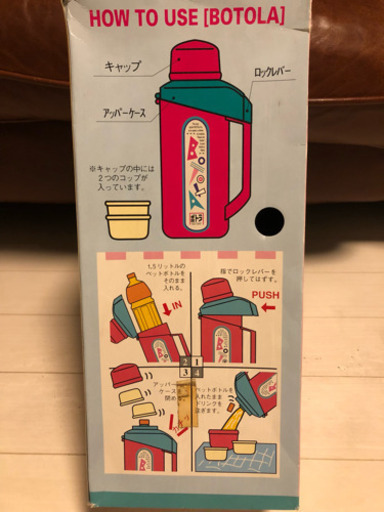 HOW TO USE [BOTOLA]
キャップ
ロックレバー
アッパーケース
BOTOLA
ボトラ
※キャップの中には
2つのコップが
入っています。
1.5リットルの
ペットボトルを
そのまま
入れる。
IN
指でロックレバーを
押してはずす。
PUSH
2 1
3 4
アッパー
ケースを
閉め
ペットボトルを
入れたまま
ドリンクを
注ぎます。